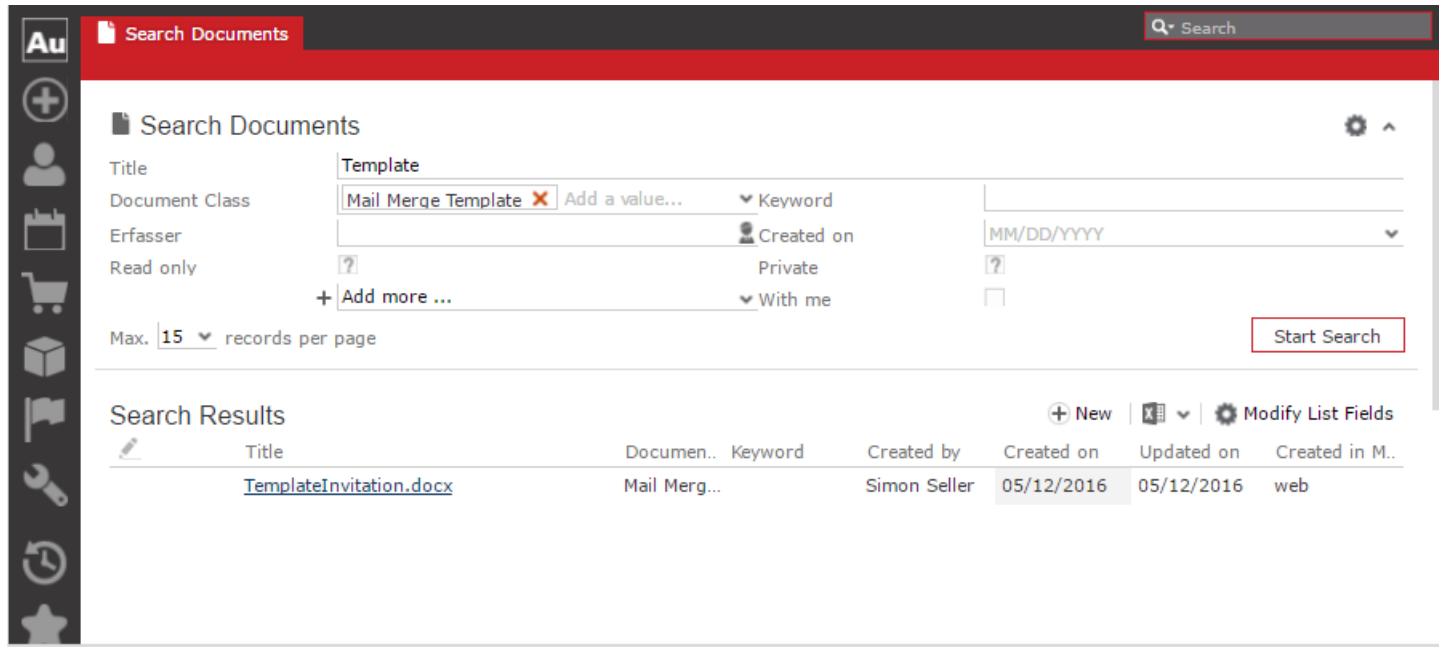 Au
Search Documents
Search
Search Documents
Title Template
Document Class Mail Merge Template Add a value... Keyword
Erfasser Created on MM/DD/YYYY
Read only ? Private ?
+ Add more ... With me
Max. 15 records per page Start Search
Search Results New Modify List Fields
Title Documen.. Keyword Created by Created on Updated on Created in M..
TemplateInvitation.docx Mail Merg... Simon Seller 05/12/2016 05/12/2016 web